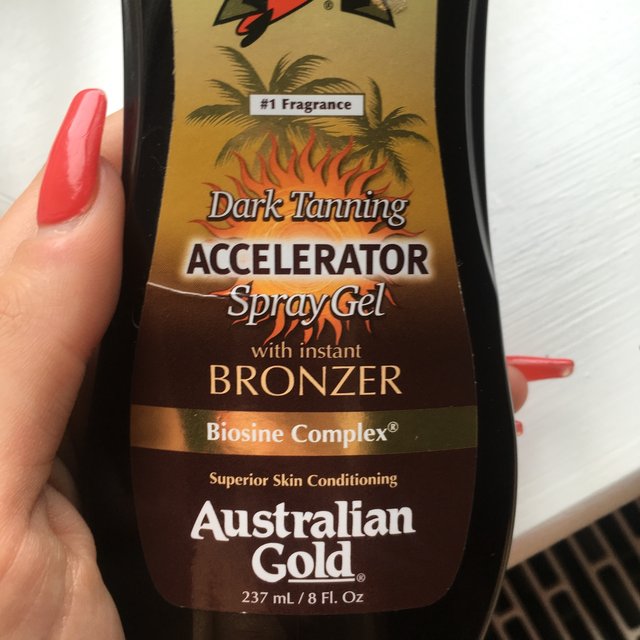 #1 Fragrance
Dark Tanning
ACCELERATOR
Spray Gel
with instant
BRONZER
Biosine Complex®
Superior Skin Conditioning
Australian
Gold®
237 mL / 8 Fl. Oz